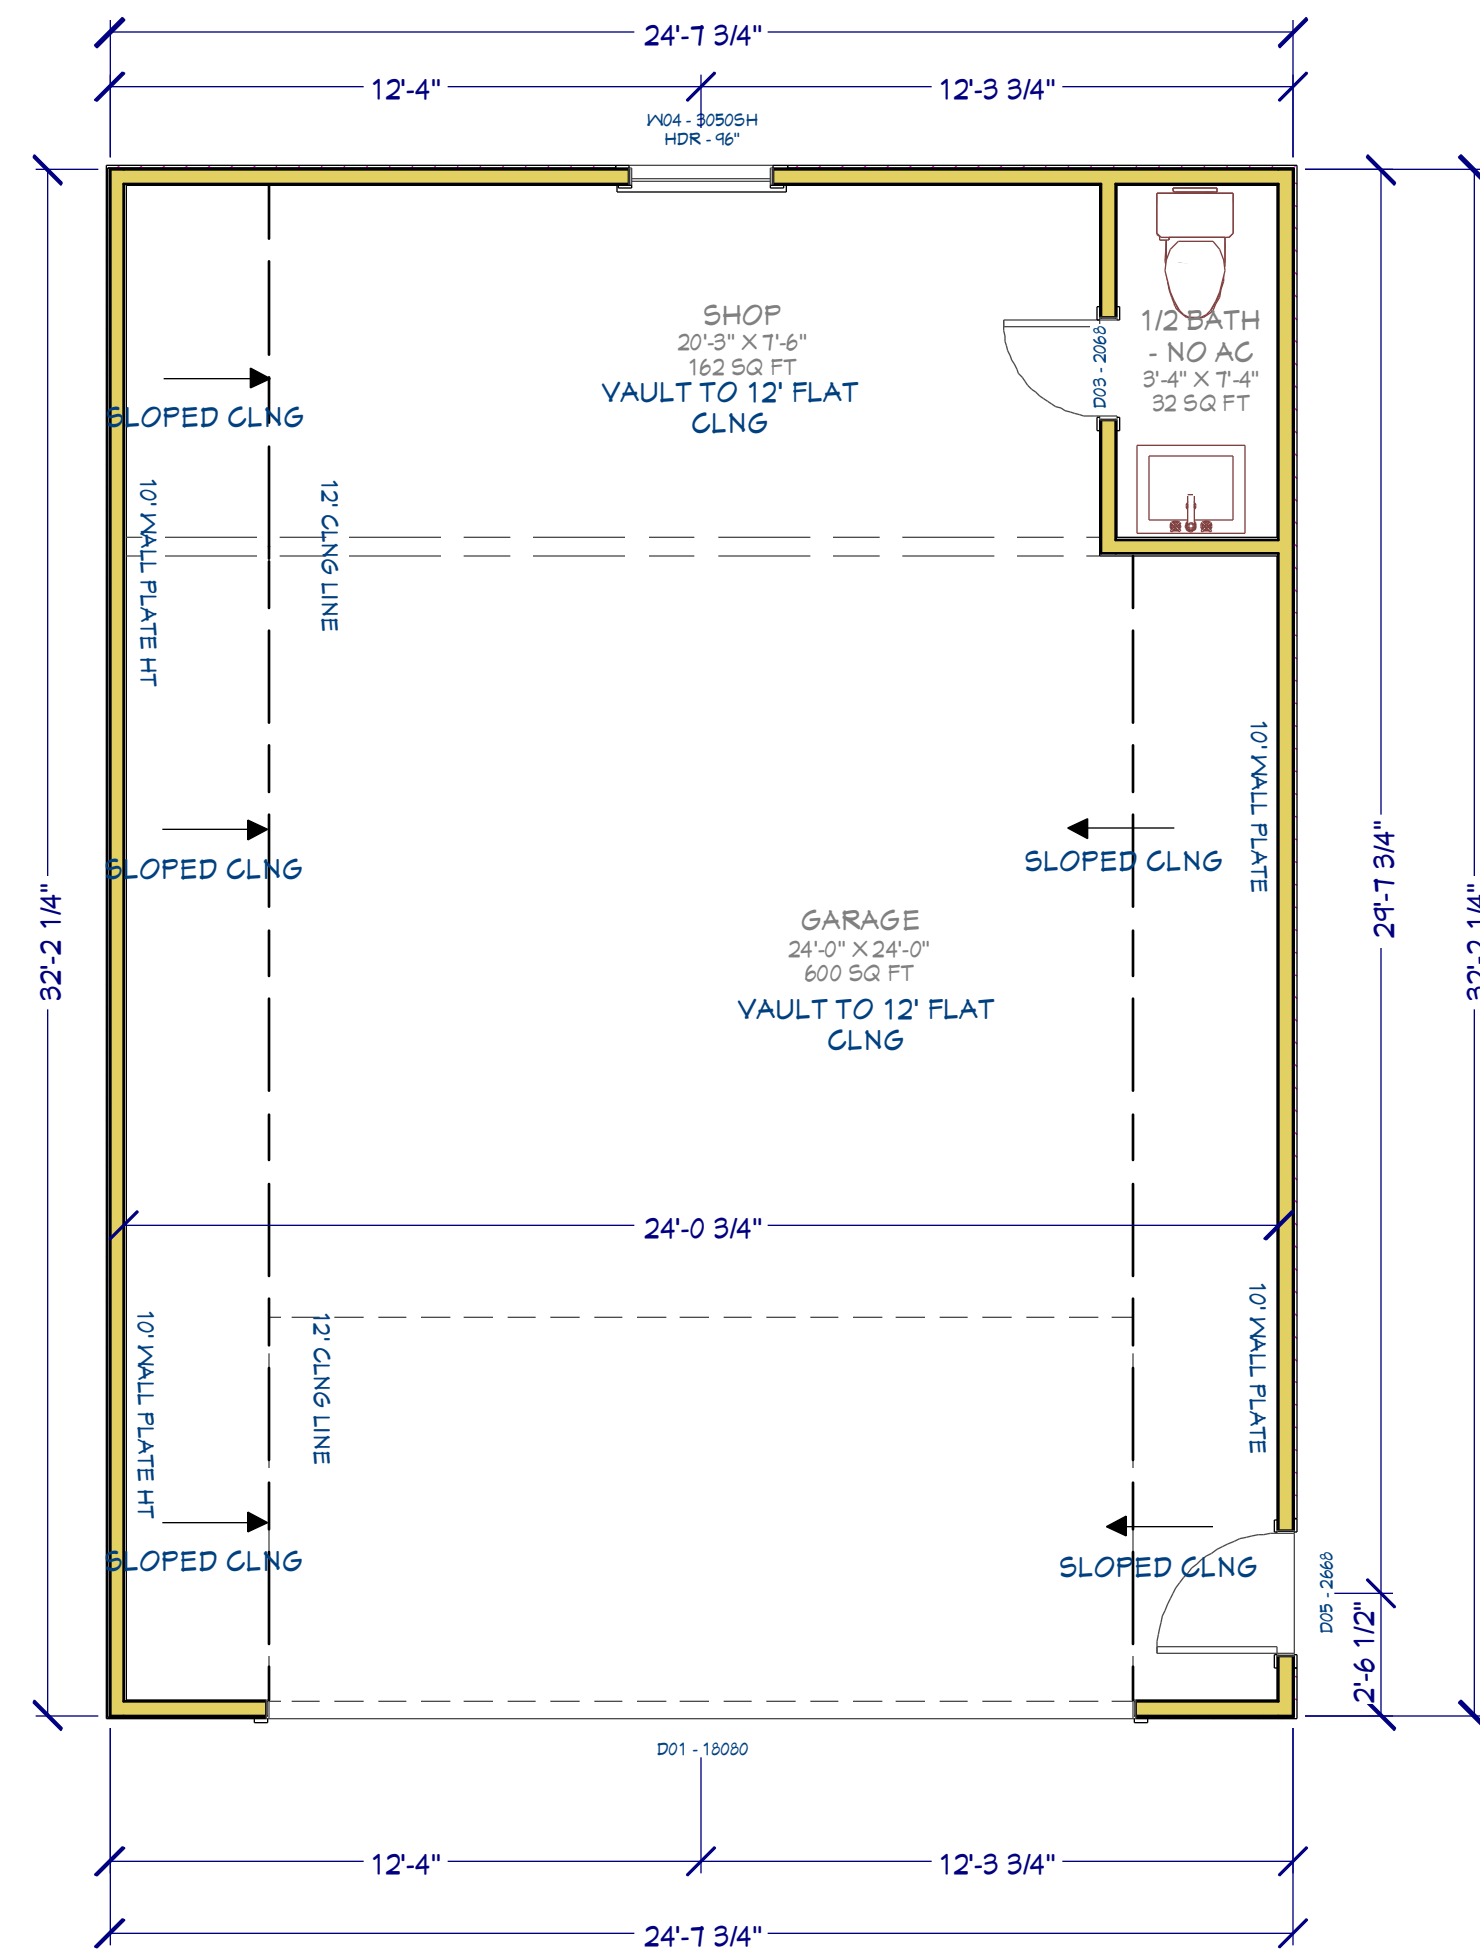 24'-7 3/4"
12'-4"
12'-3 3/4"
W04 - 3050SH
HDR - 96"
SHOP
20'-3" X 7'-6"
162 SQ FT
VAULT TO 12' FLAT
CLNG
D03 - 2068
1/2 BATH
- NO AC
3'-4" X 7'-4"
32 SQ FT
SLOPED CLNG
10' WALL PLATE HT
12' CLNG LINE
10' WALL PLATE
SLOPED CLNG
SLOPED CLNG
GARAGE
24'-0" X 24'-0"
600 SQ FT
VAULT TO 12' FLAT
CLNG
32'-2 1/4"
29'-7 3/4"
32'-2 1/4"
24'-0 3/4"
10' WALL PLATE HT
12' CLNG LINE
10' WALL PLATE
SLOPED CLNG
SLOPED CLNG
D05 - 2668
2'-6 1/2"
D01 - 18080
12'-4"
12'-3 3/4"
24'-7 3/4"